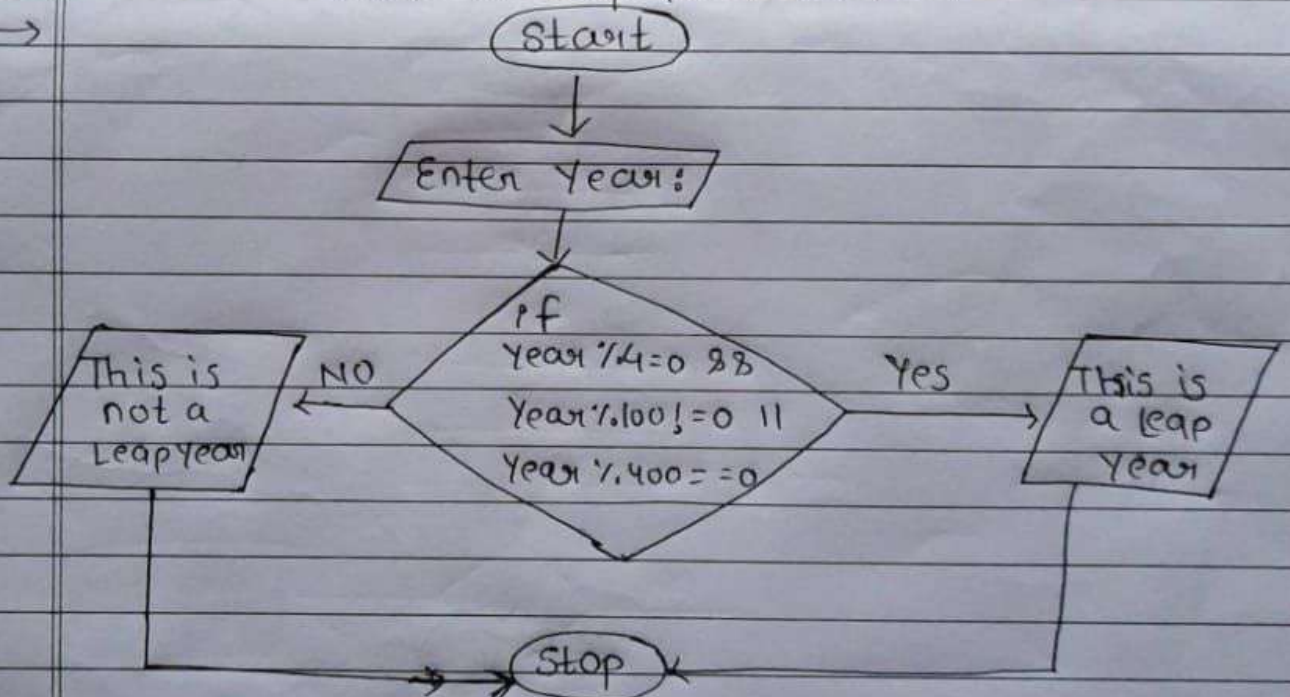 Start
Enter Year:
if
Year%4=0 &&
Year%100!=0 ||
Year%400==0
NO
Yes
This is
not a
Leap year
This is
a leap
year
Stop